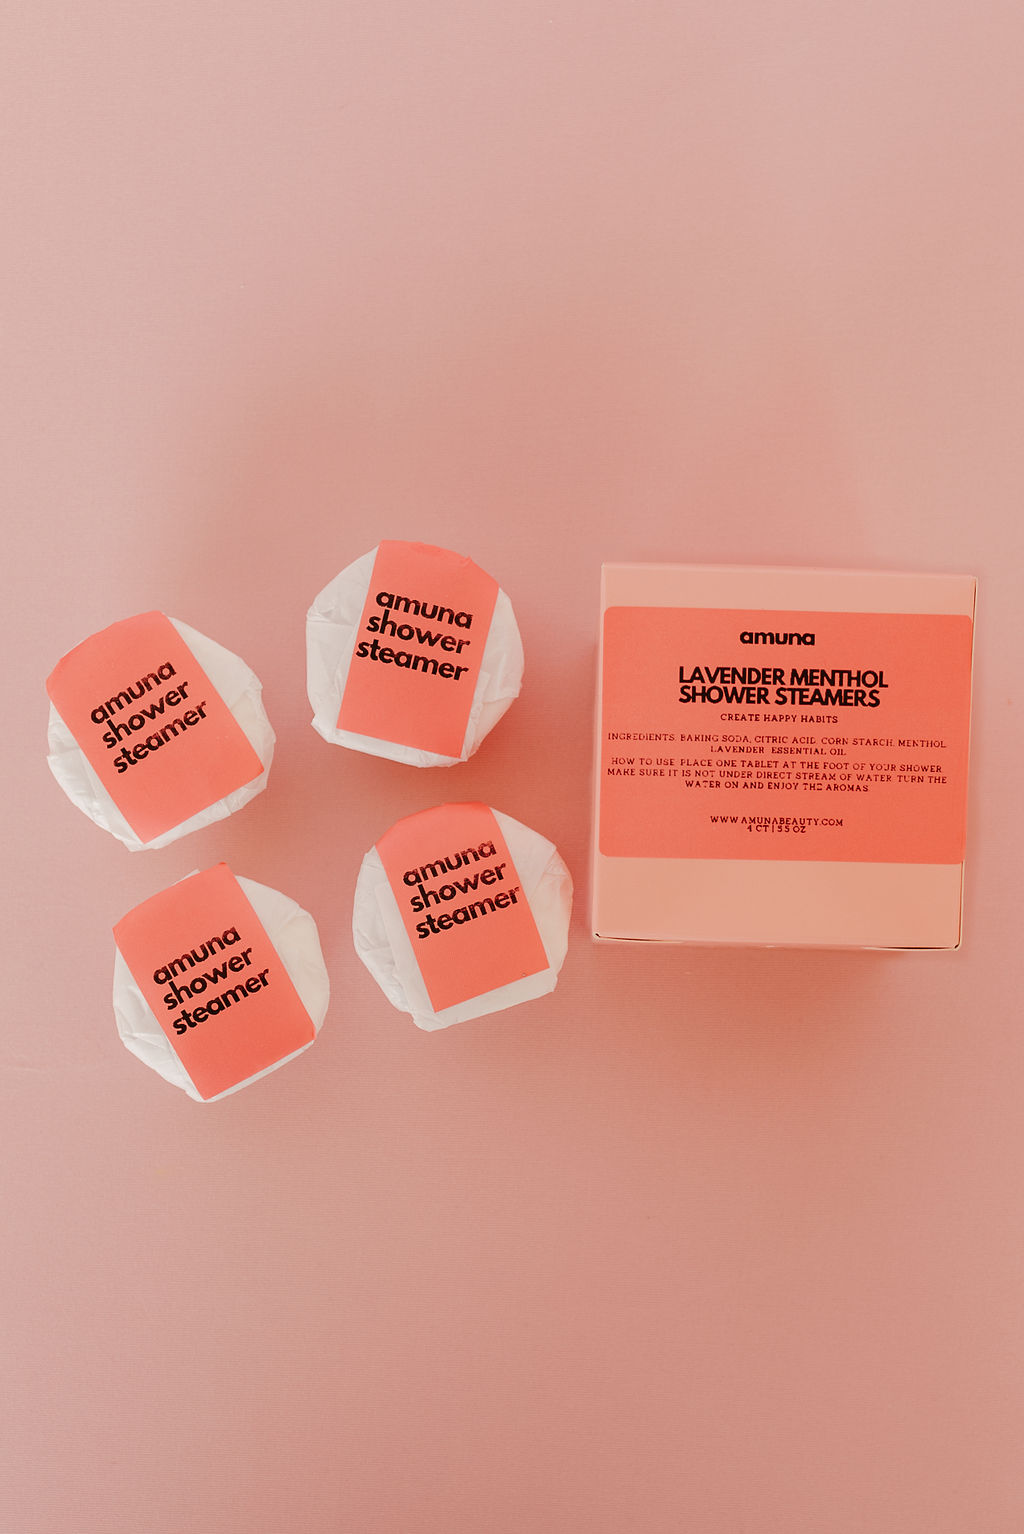 amuna
shower
steamer
amuna
shower
steamer
amuna
shower
steamer
amuna
shower
steamer
amuna
LAVENDER MENTHOL
SHOWER STEAMERS
CREATE HAPPY HABITS
INGREDIENTS: BAKING SODA, CITRIC ACID, CORN STARCH, MENTHOL,
LAVENDER ESSENTIAL OIL
HOW TO USE: PLACE ONE TABLET AT THE FOOT OF YOUR SHOWER.
MAKE SURE IT IS NOT UNDER DIRECT STREAM OF WATER. TURN THE
WATER ON AND ENJOY THE AROMAS.
WWW.AMUNABEAUTY.COM
4 CT | 5.5 OZ